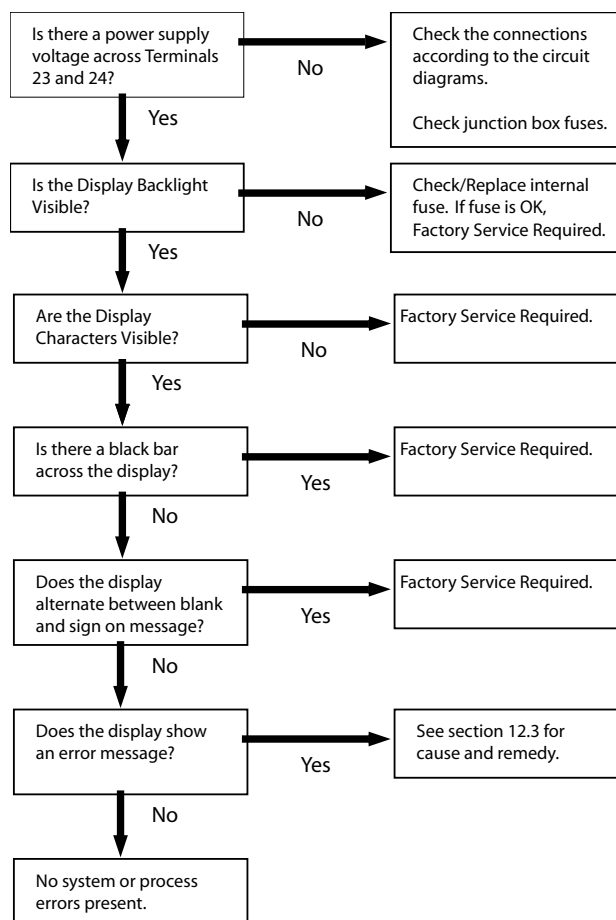 Is there a power supply
voltage across Terminals
23 and 24?
No
Check the connections
according to the circuit
diagrams.
Check junction box fuses.
Yes
Is the Display Backlight
Visible?
No
Check/Replace internal
fuse. If fuse is OK,
Factory Service Required.
Yes
Are the Display
Characters Visible?
No
Factory Service Required.
Yes
Is there a black bar
across the display?
Yes
Factory Service Required.
No
Does the display
alternate between blank
and sign on message?
Yes
Factory Service Required.
No
Does the display show
an error message?
Yes
See section 12.3 for
cause and remedy.
No
No system or process
errors present.